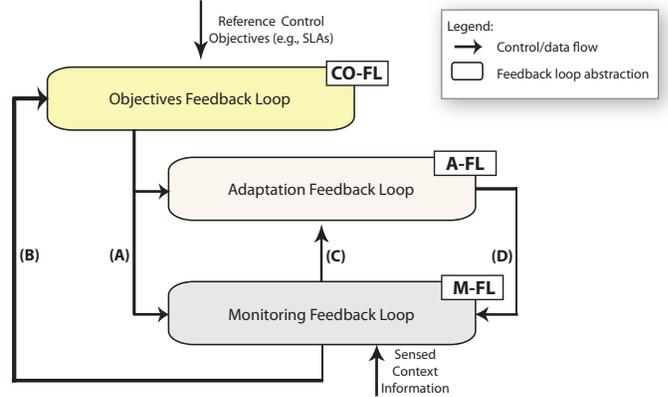 Reference Control
Objectives (e.g., SLAs)
Legend:
Control/data flow
Feedback loop abstraction
CO-FL
Objectives Feedback Loop
A-FL
Adaptation Feedback Loop
(B)
(A)
(C)
(D)
M-FL
Monitoring Feedback Loop
Sensed
Context
Information